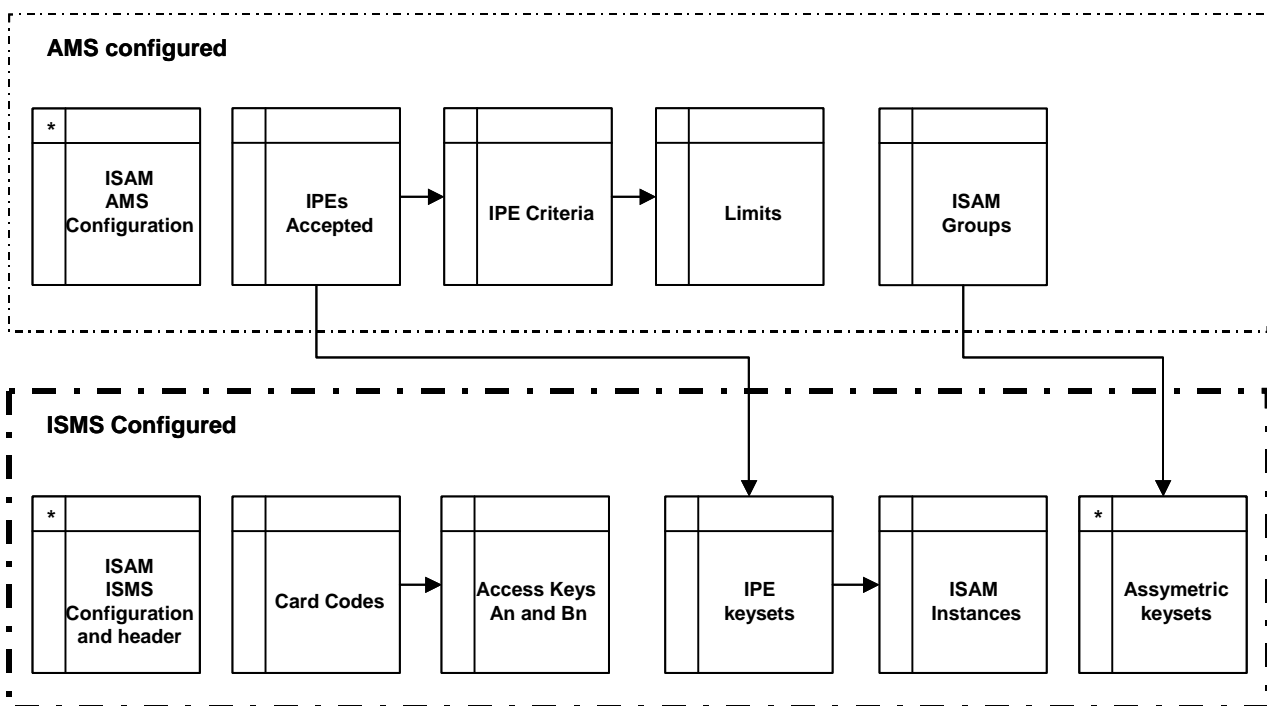 AMS configured
*
ISAM
AMS
Configuration
IPEs
Accepted
IPE Criteria
Limits
ISAM
Groups
ISMS Configured
*
ISAM
ISMS
Configuration
and header
Card Codes
Access Keys
An and Bn
IPE
keysets
ISAM
Instances
*
Assymetric
keysets